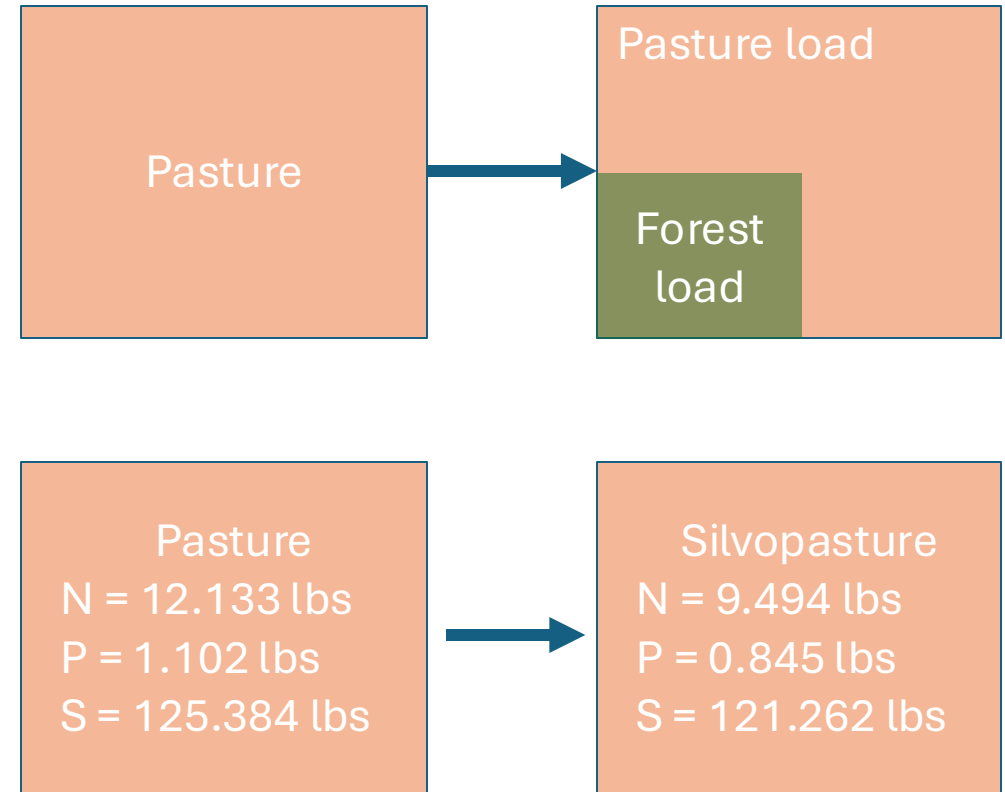 Pasture
Pasture load
Forest
load
Pasture
N = 12.133 lbs
P = 1.102 lbs
S = 125.384 lbs
Silvopasture
N = 9.494 lbs
P = 0.845 lbs
S = 121.262 lbs